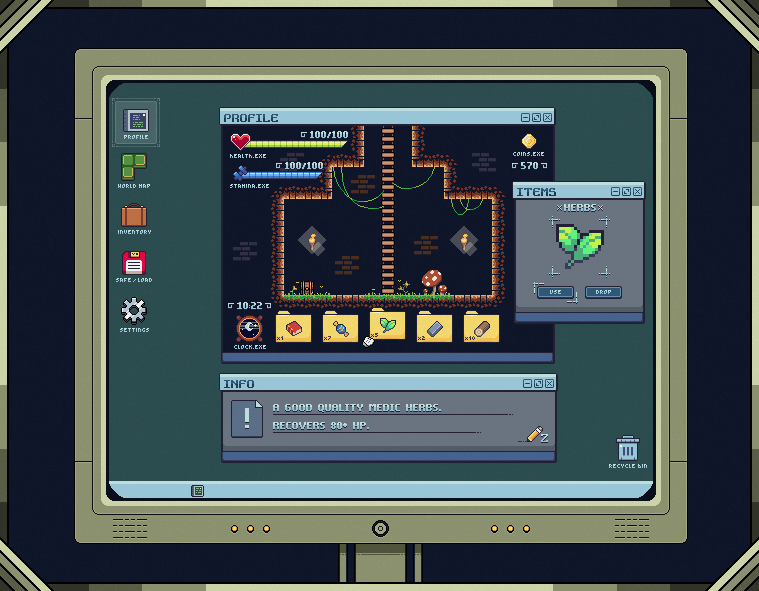 PROFILE
WORLD MAP
INVENTORY
SAFE/LOAD
SETTINGS
PROFILE
100/100
HEALTH.EXE
100/100
STAMINA.EXE
COINS.EXE
570
ITEMS
×HERBS×
USE
DROP
10:22
CLOCK.EXE
x1
x7
x5
x2
x10
INFO
!
A GOOD QUALITY MEDIC HERBS.
RECOVERS 80+ HP.
Z
RECYCLE BIN